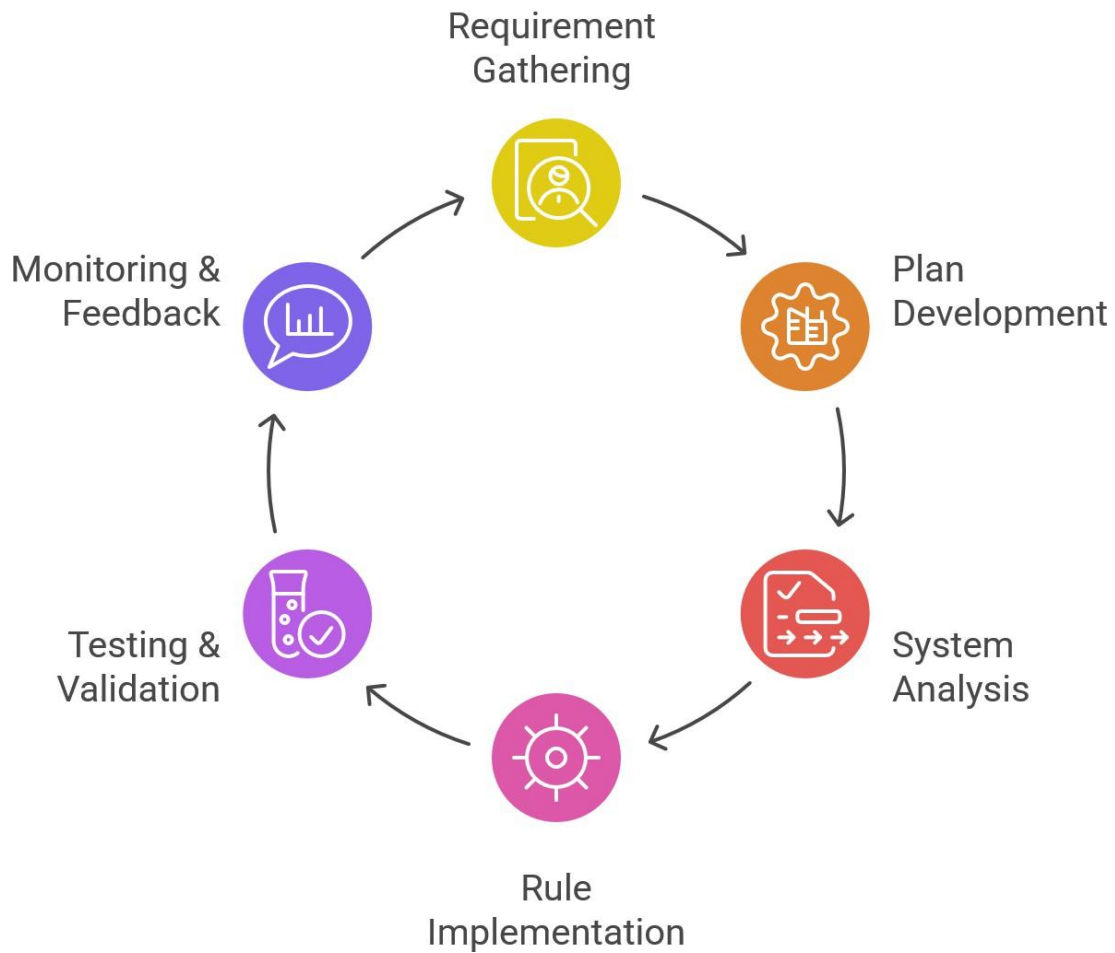 Requirement
Gathering
Plan
Development
System
Analysis
Rule
Implementation
Testing &
Validation
Monitoring &
Feedback